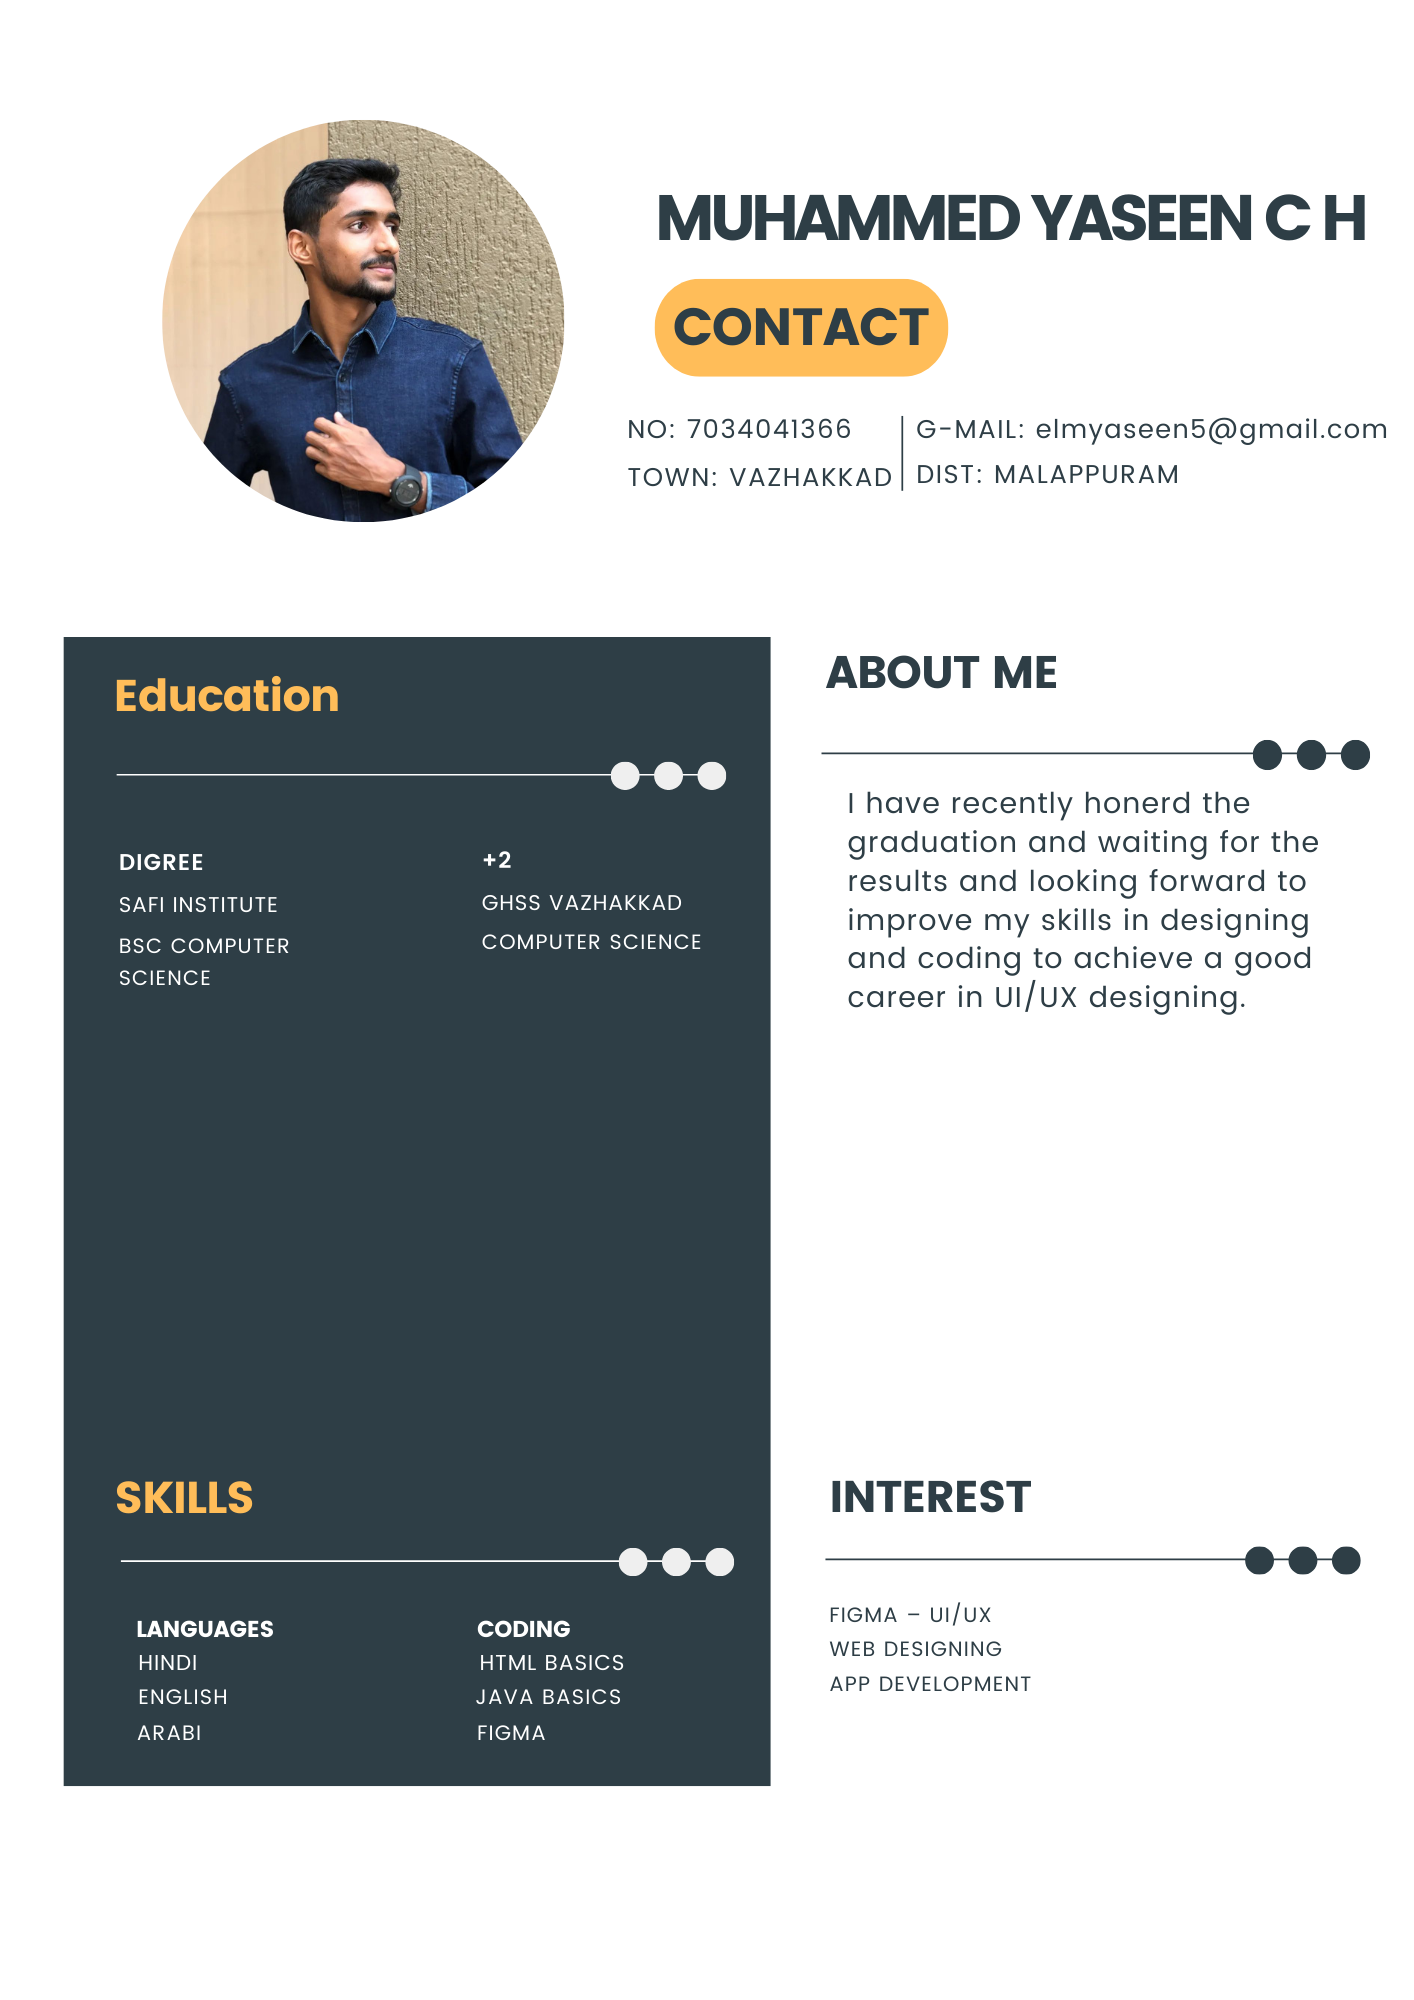 MUHAMMED YASEEN C H
CONTACT
NO: 7034041366
TOWN: VAZHAKKAD
G-MAIL: elmyaseen5@gmail.com
DIST: MALAPPURAM
Education
DIGREE
SAFI INSTITUTE
BSC COMPUTER
SCIENCE
+2
GHSS VAZHAKKAD
COMPUTER SCIENCE
ABOUT ME
I have recently honerd the
graduation and waiting for the
results and looking forward to
improve my skills in designing
and coding to achieve a good
career in UI/UX designing.
SKILLS
LANGUAGES
HINDI
ENGLISH
ARABI
CODING
HTML BASICS
JAVA BASICS
FIGMA
INTEREST
FIGMA – UI/UX
WEB DESIGNING
APP DEVELOPMENT